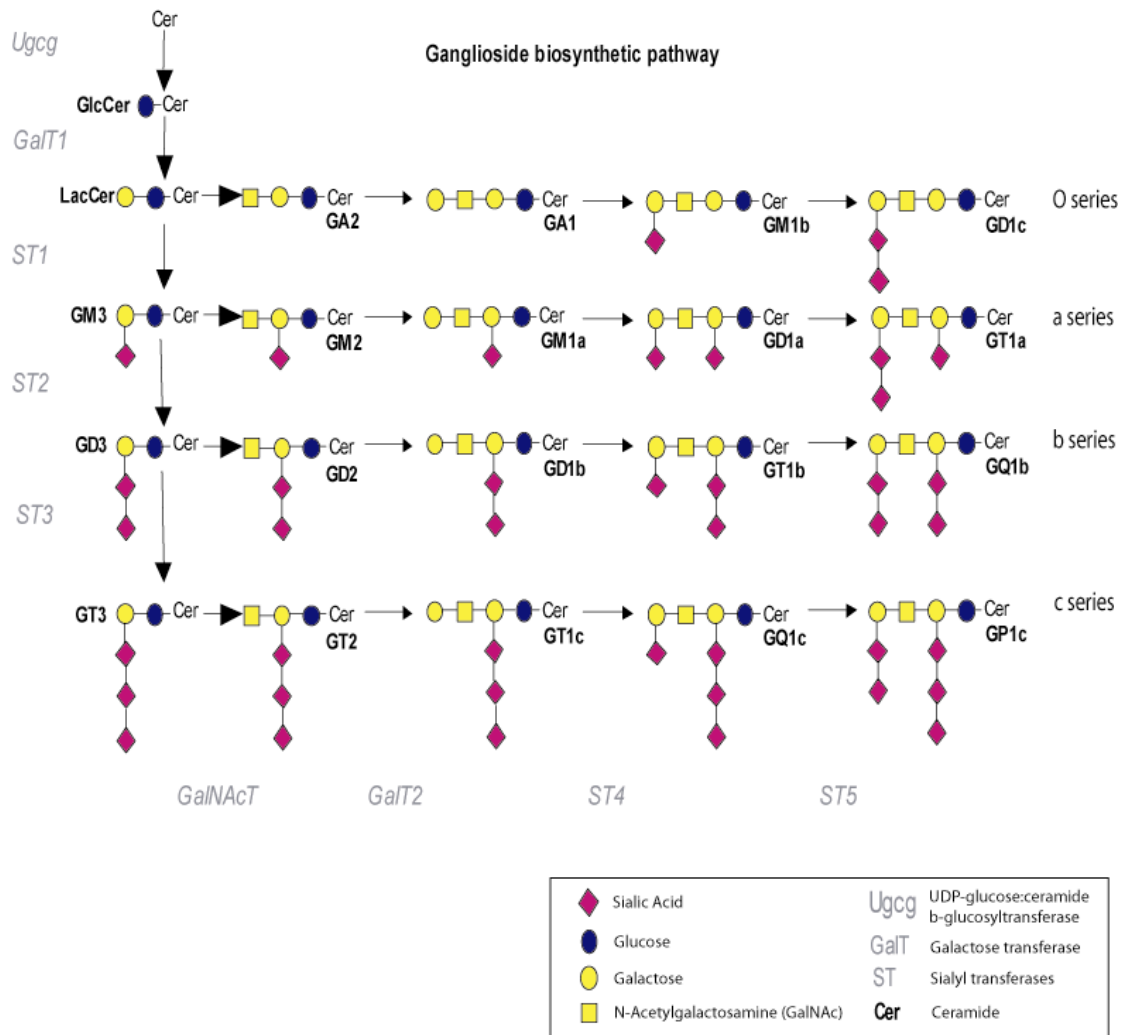 Cer
Ugcg
Ganglioside biosynthetic pathway
GlcCer Cer
GalT1
LacCer Cer Cer Cer Cer Cer O series
GA2 GA1 GM1b GD1c
ST1
GM3 Cer Cer Cer Cer Cer a series
GM2 GM1a GD1a GT1a
ST2
GD3 Cer Cer Cer Cer Cer b series
GD2 GD1b GT1b GQ1b
ST3
GT3 Cer Cer Cer Cer Cer c series
GT2 GT1c GQ1c GP1c
GalNAcT GalT2 ST4 ST5
Sialic Acid
Glucose
Galactose
N-Acetylgalactosamine (GalNAc)
Ugcg UDP-glucose:ceramide
b-glucosyltransferase
GalT Galactose transferase
ST Sialyl transferases
Cer Ceramide